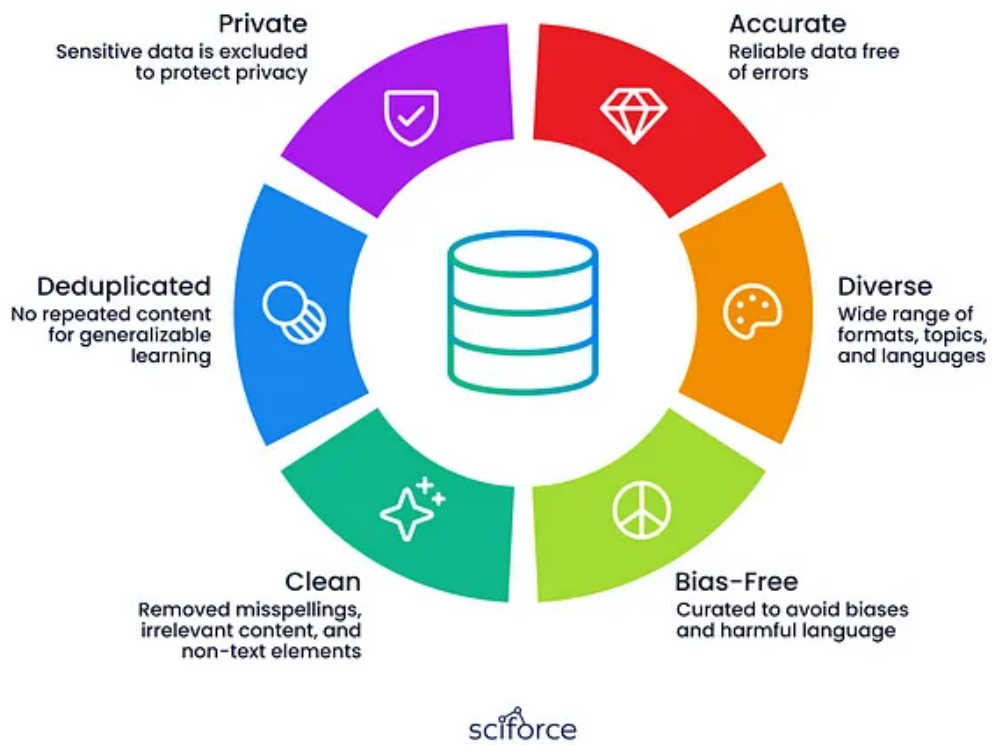 Private
Sensitive data is excluded
to protect privacy
Accurate
Reliable data free
of errors
Deduplicated
No repeated content
for generalizable
learning
Diverse
Wide range of
formats, topics,
and languages
Clean
Removed misspellings,
irrelevant content, and
non-text elements
Bias-Free
Curated to avoid biases
and harmful language
sciforce